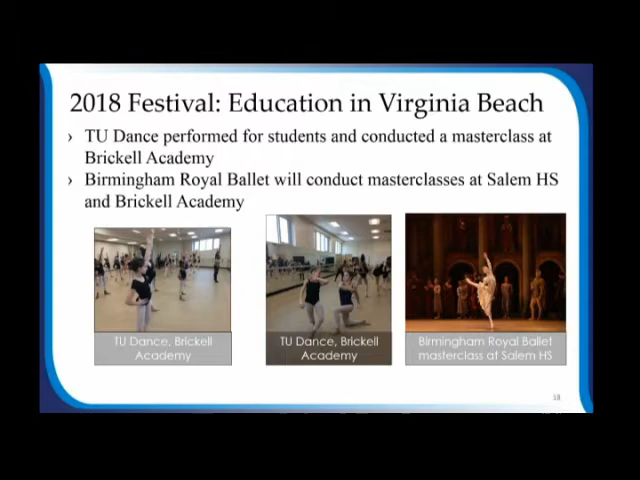 2018 Festival: Education in Virginia Beach
› TU Dance performed for students and conducted a masterclass at
Brickell Academy
› Birmingham Royal Ballet will conduct masterclasses at Salem HS
and Brickell Academy
TU Dance, Brickell
Academy
TU Dance, Brickell
Academy
Birmingham Royal Ballet
masterclass at Salem HS
18